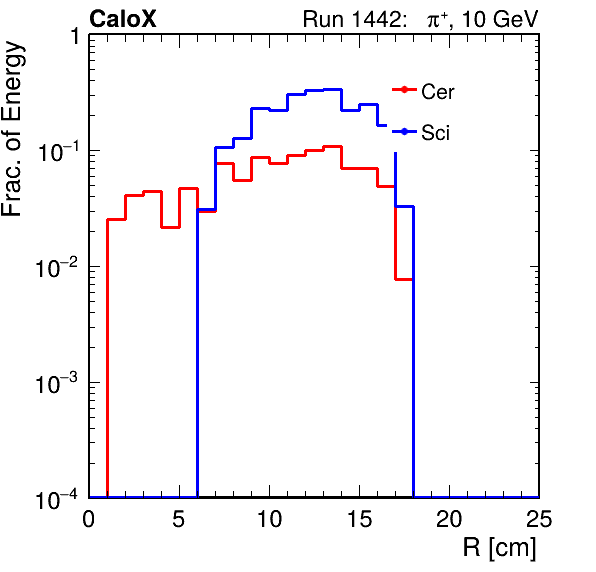 CaloX Run 1442: π⁺, 10 GeV
Frac. of Energy
1
10⁻¹
10⁻²
10⁻³
10⁻⁴
Cer
Sci
0 5 10 15 20 25
R [cm]